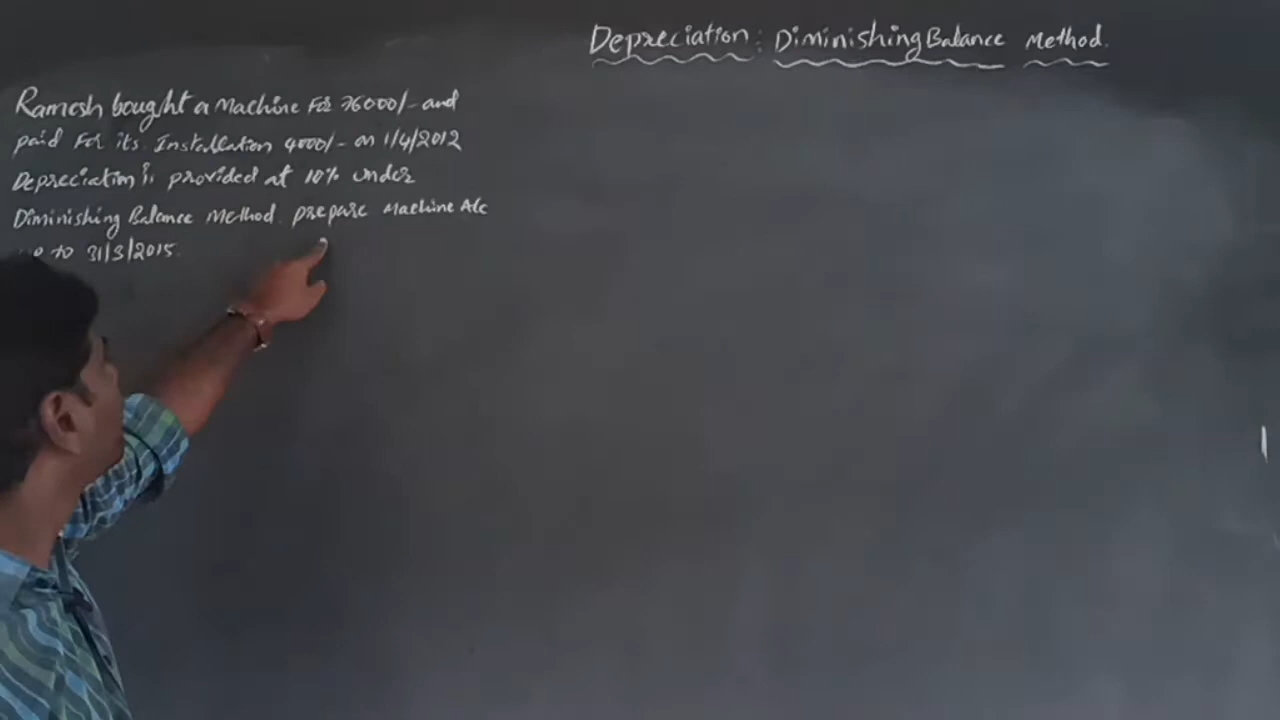 Depreciation: Diminishing Balance Method.
Ramesh bought a Machine For 76000/- and
paid For its Installation 4000/- on 1/4/2012
Depreciation is provided at 10% under
Diminishing Balance Method. prepare Machine A/c
to 31/3/2015.